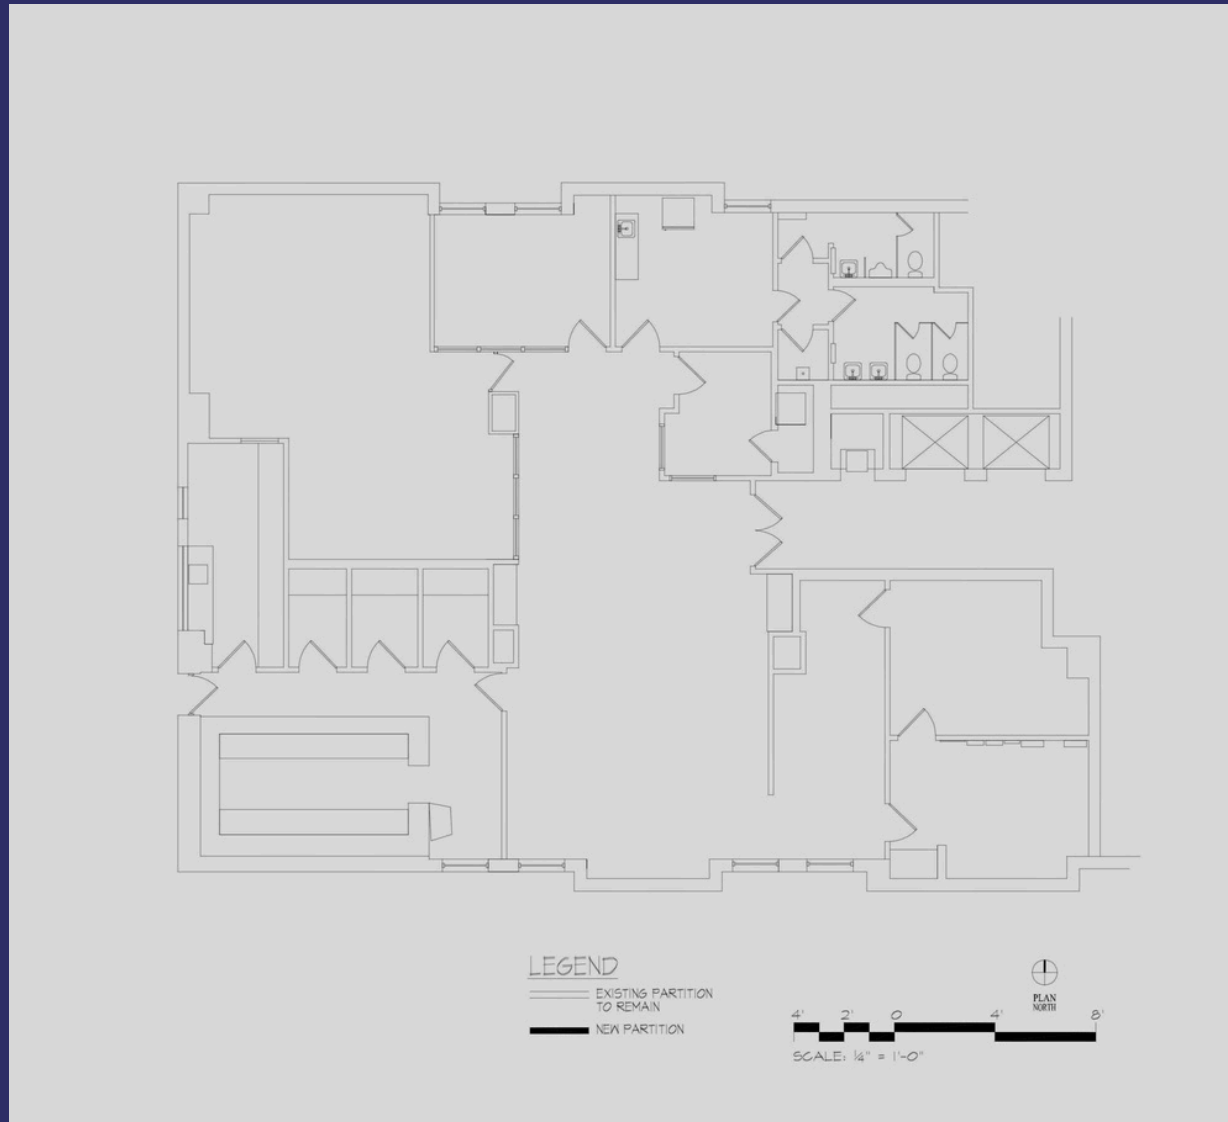 LEGEND
EXISTING PARTITION
TO REMAIN
NEW PARTITION
PLAN
NORTH
4' 2' 0 4' 8'
SCALE: ¼" = 1'-0"